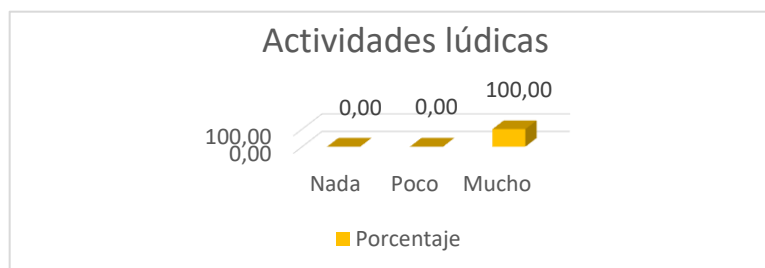 Actividades lúdicas
0,00 0,00 100,00
100,00
0,00
Nada Poco Mucho
Porcentaje